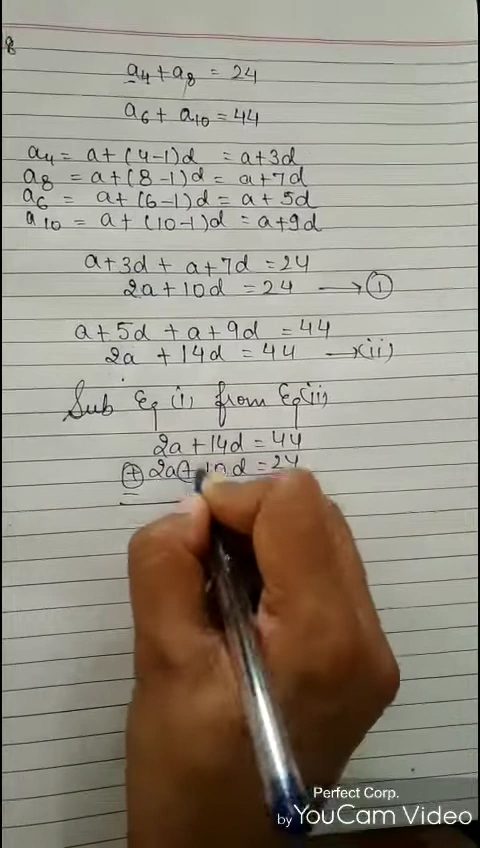 8
a4 + a8 = 24
a6 + a10 = 44
a4 = a + (4-1)d = a+3d
a8 = a + (8-1)d = a+7d
a6 = a + (6-1)d = a + 5d
a10 = a + (10-1)d = a+9d
a+3d + a+7d = 24
2a + 10d = 24 → ①
a+5d + a+9d = 44
2a + 14d = 44 → (ii)
Sub Eq (i) from Eq (ii)
2a + 14d = 44
⊕ 2a ⊕ 10d = 24
Perfect Corp.
by YouCam Video